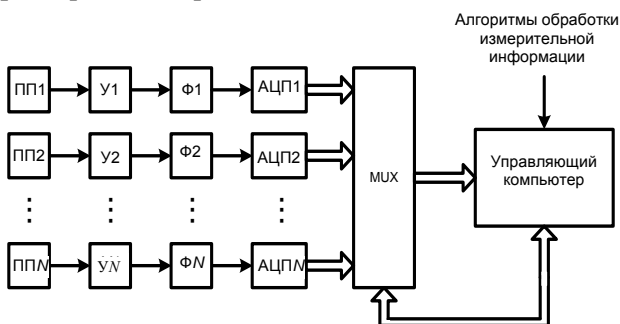 Алгоритмы обработки
измерительной
информации
ПП1 У1 Ф1 АЦП1
ПП2 У2 Ф2 АЦП2
MUX
Управляющий
компьютер
ППN УN ФN АЦПN